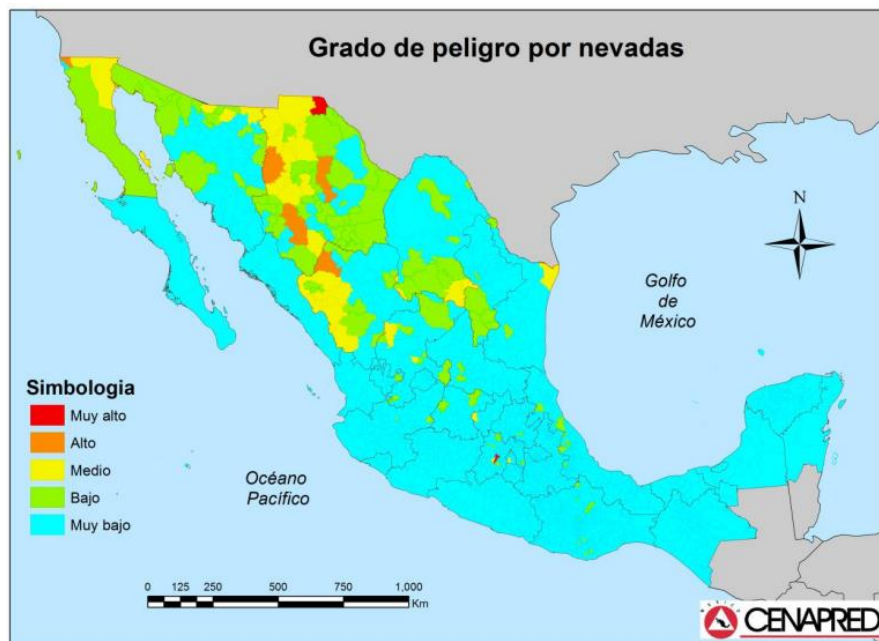 Grado de peligro por nevadas
N
Golfo
de
México
Simbologia
Muy alto
Alto
Medio
Bajo
Muy bajo
Océano
Pacífico
0 125 250 500 750 1,000
Km
MÉXICO
CENAPRED